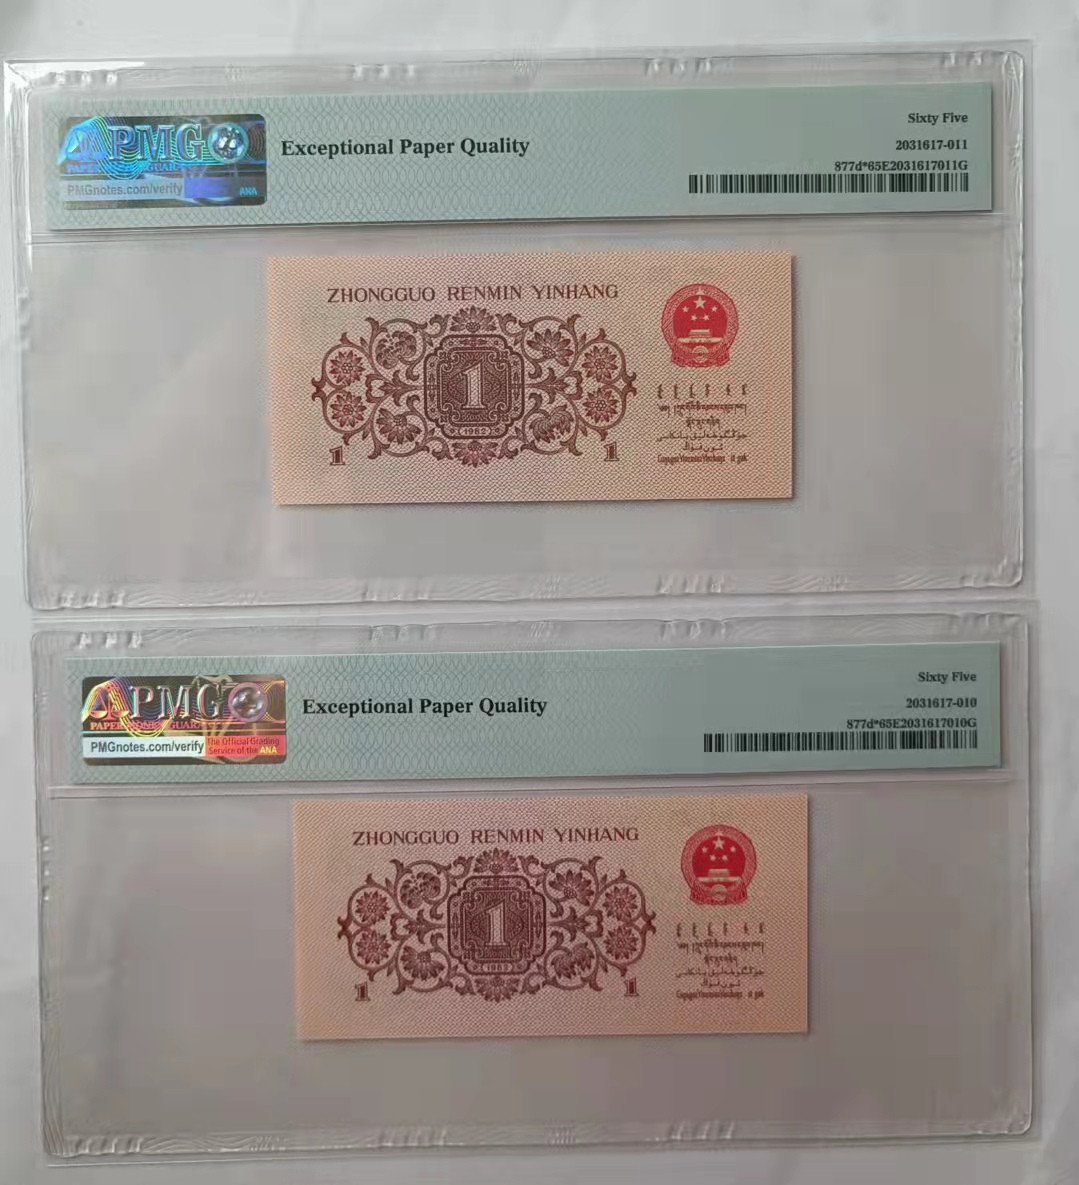 PMG
PMGnotes.com/verify
ANA
Exceptional Paper Quality
Sixty Five
2031617-011
877d*65E2031617011G
ZHONGGUO RENMIN YINHANG
1
1962
1
1
PMG
PAPER MONEY GUARANTY
PMGnotes.com/verify
The Official Grading
Service of the ANA
Exceptional Paper Quality
Sixty Five
2031617-010
877d*65E2031617010G
ZHONGGUO RENMIN YINHANG
1
1962
1
1